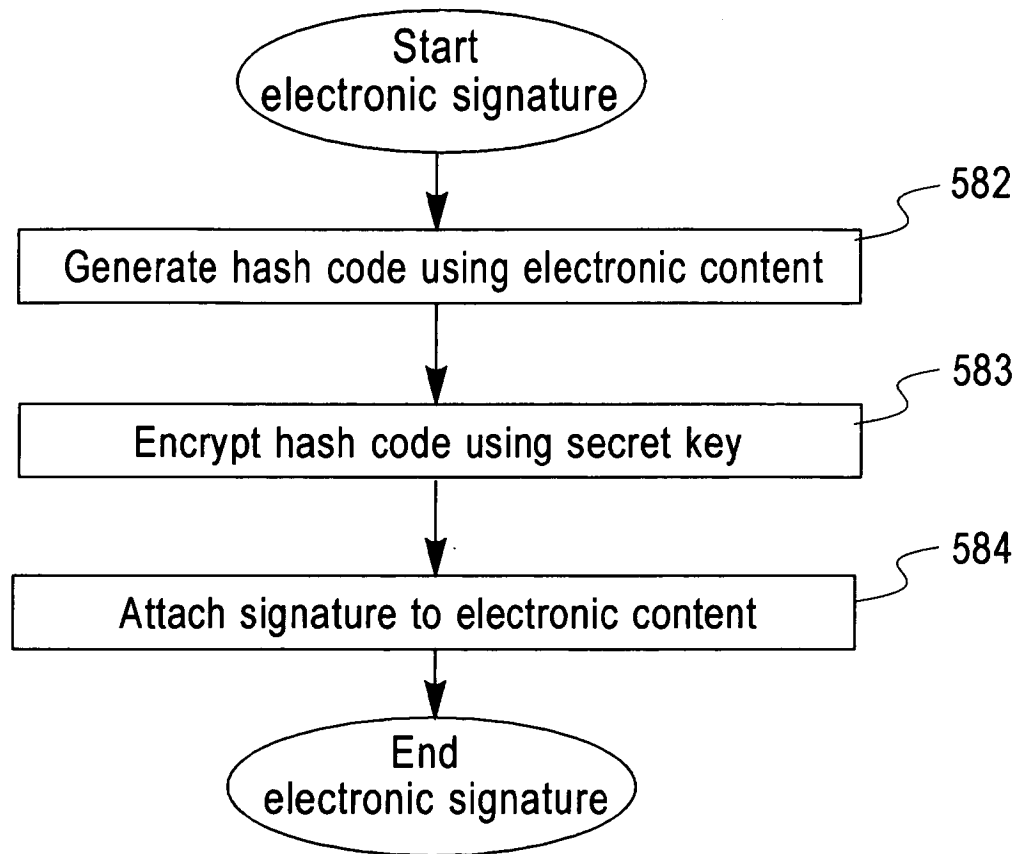 Start
electronic signature
582
Generate hash code using electronic content
583
Encrypt hash code using secret key
584
Attach signature to electronic content
End
electronic signature